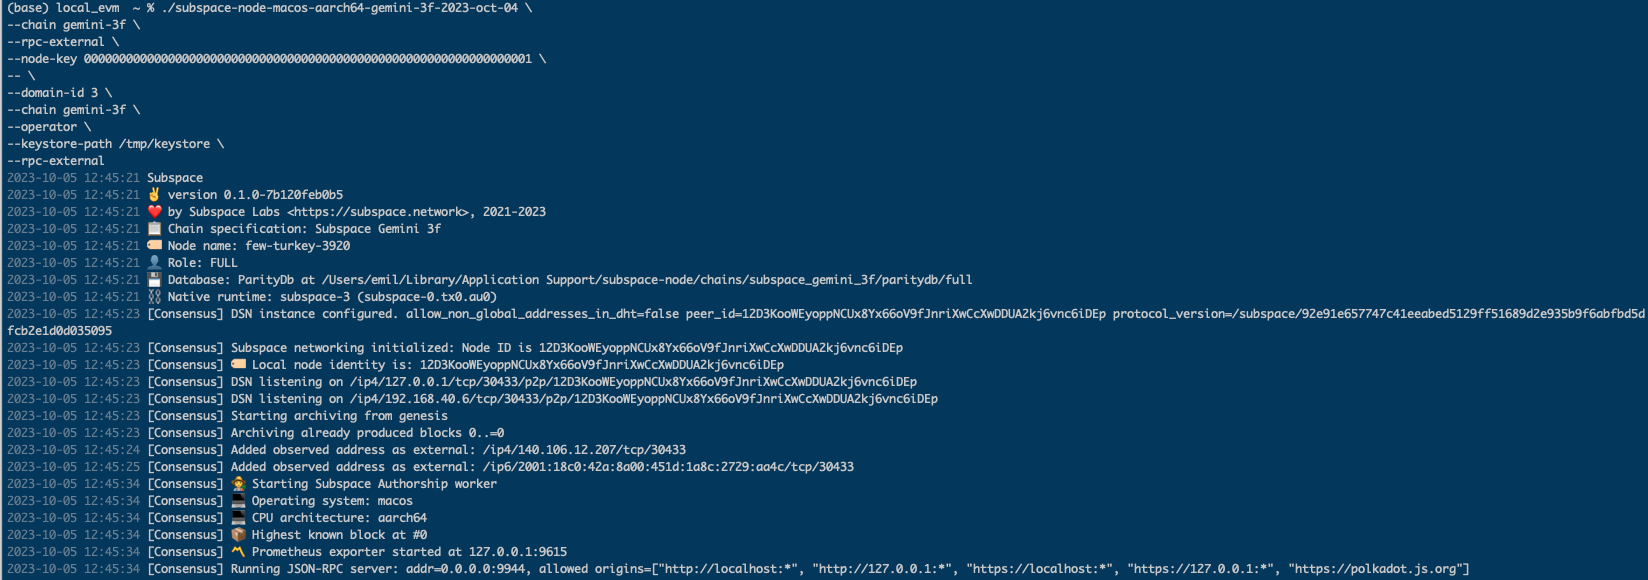 (base) local_evm  ~ % ./subspace-node-macos-aarch64-gemini-3f-2023-oct-04 \
--chain gemini-3f \
--rpc-external \
--node-key 0000000000000000000000000000000000000000000000000000000000000001 \
-- \
--domain-id 3 \
--chain gemini-3f \
--operator \
--keystore-path /tmp/keystore \
--rpc-external
2023-10-05 12:45:21 Subspace
2023-10-05 12:45:21 ✌️ version 0.1.0-7b120feb0b5
2023-10-05 12:45:21 ❤️ by Subspace Labs <https://subspace.network>, 2021-2023
2023-10-05 12:45:21 📋 Chain specification: Subspace Gemini 3f
2023-10-05 12:45:21 🏷 Node name: few-turkey-3920
2023-10-05 12:45:21 👤 Role: FULL
2023-10-05 12:45:21 💾 Database: ParityDb at /Users/emil/Library/Application Support/subspace-node/chains/subspace_gemini_3f/paritydb/full
2023-10-05 12:45:21 ⛓ Native runtime: subspace-3 (subspace-0.tx0.au0)
2023-10-05 12:45:23 [Consensus] DSN instance configured. allow_non_global_addresses_in_dht=false peer_id=12D3KooWEyoppNCUx8Yx66oV9fJnriXwCcXwDDUA2kj6vnc6iDEp protocol_version=/subspace/92e91e657747c41eeabed5129ff51689d2e935b9f6abfbd5d
fcb2e1d0d035095
2023-10-05 12:45:23 [Consensus] Subspace networking initialized: Node ID is 12D3KooWEyoppNCUx8Yx66oV9fJnriXwCcXwDDUA2kj6vnc6iDEp
2023-10-05 12:45:23 [Consensus] 🏷 Local node identity is: 12D3KooWEyoppNCUx8Yx66oV9fJnriXwCcXwDDUA2kj6vnc6iDEp
2023-10-05 12:45:23 [Consensus] DSN listening on /ip4/127.0.0.1/tcp/30433/p2p/12D3KooWEyoppNCUx8Yx66oV9fJnriXwCcXwDDUA2kj6vnc6iDEp
2023-10-05 12:45:23 [Consensus] DSN listening on /ip4/192.168.40.6/tcp/30433/p2p/12D3KooWEyoppNCUx8Yx66oV9fJnriXwCcXwDDUA2kj6vnc6iDEp
2023-10-05 12:45:23 [Consensus] Starting archiving from genesis
2023-10-05 12:45:23 [Consensus] Archiving already produced blocks 0..=0
2023-10-05 12:45:24 [Consensus] Added observed address as external: /ip4/140.106.12.207/tcp/30433
2023-10-05 12:45:25 [Consensus] Added observed address as external: /ip6/2001:18c0:42a:8a00:451d:1a8c:2729:aa4c/tcp/30433
2023-10-05 12:45:34 [Consensus] 🧑‍🌾 Starting Subspace Authorship worker
2023-10-05 12:45:34 [Consensus] 💻 Operating system: macos
2023-10-05 12:45:34 [Consensus] 💻 CPU architecture: aarch64
2023-10-05 12:45:34 [Consensus] 📦 Highest known block at #0
2023-10-05 12:45:34 [Consensus] 〽️ Prometheus exporter started at 127.0.0.1:9615
2023-10-05 12:45:34 [Consensus] Running JSON-RPC server: addr=0.0.0.0:9944, allowed origins=["http://localhost:*", "http://127.0.0.1:*", "https://localhost:*", "https://127.0.0.1:*", "https://polkadot.js.org"]